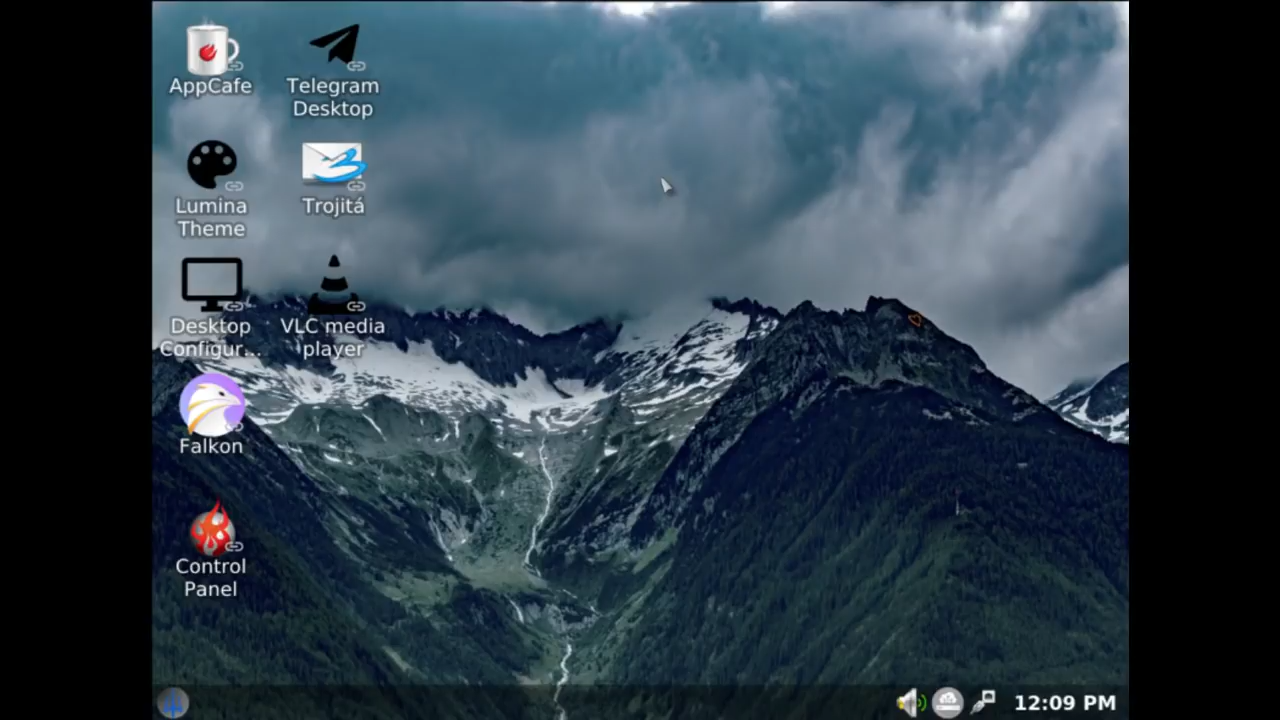 AppCafe
Telegram
Desktop
Lumina
Theme
Trojitá
Desktop
Configur...
VLC media
player
Falkon
Control
Panel
12:09 PM